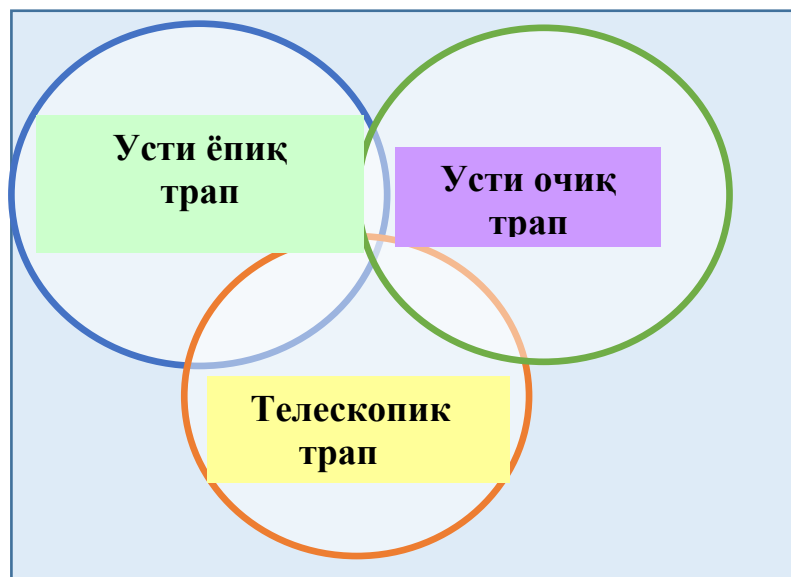 Усти ёпиқ
трап
Усти очиқ
трап
Телескопик
трап